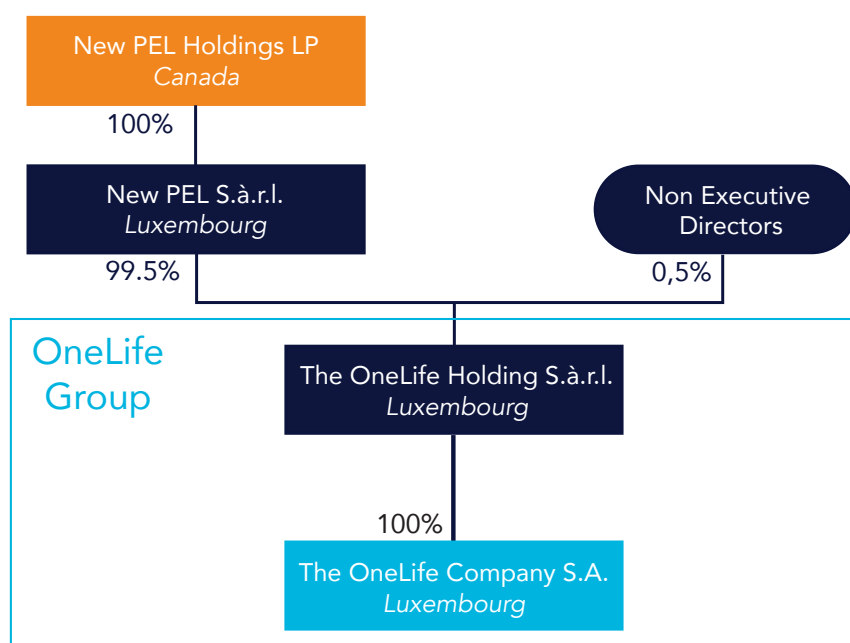 New PEL Holdings LP
Canada
100%
New PEL S.à.r.l.
Luxembourg
Non Executive
Directors
99.5%
0,5%
OneLife
Group
The OneLife Holding S.à.r.l.
Luxembourg
100%
The OneLife Company S.A.
Luxembourg